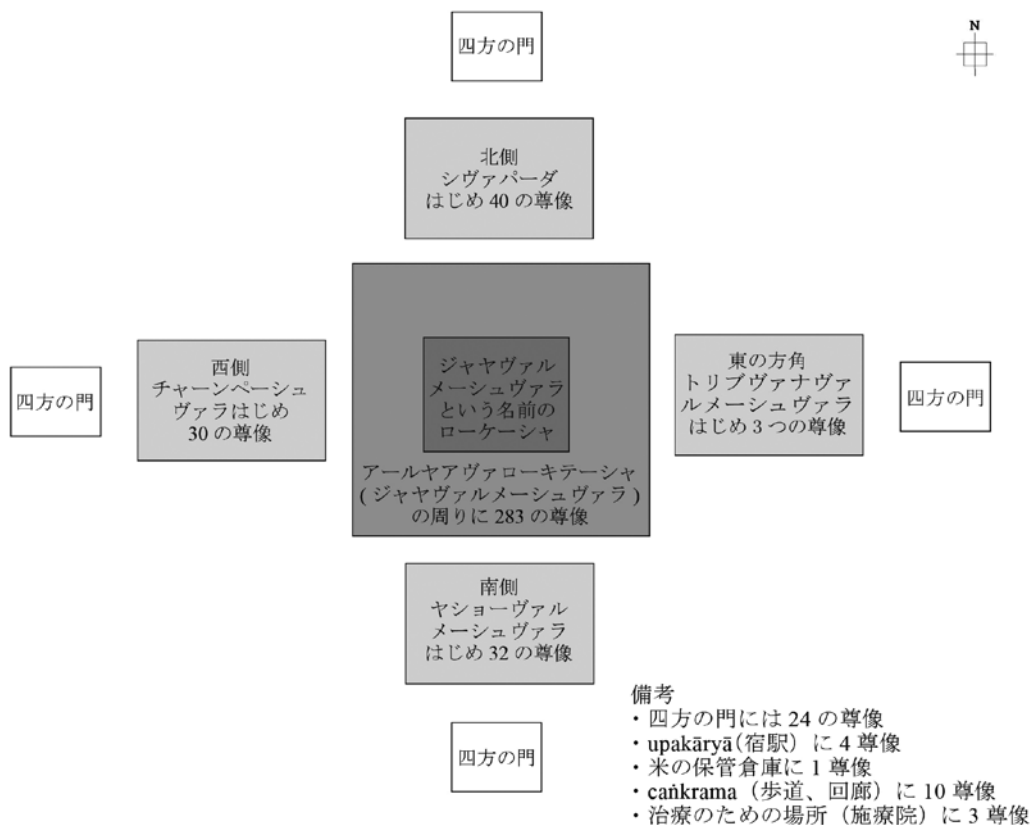 四方の門
N
北側
シヴァパーダ
はじめ 40 の尊像
ジャヤヴァル
メーシュヴァラ
という名前の
ローケーシャ
アールヤアヴァローキテーシャ
( ジャヤヴァルメーシュヴァラ )
の周りに 283 の尊像
四方の門
西側
チャーンペーシュ
ヴァラはじめ
30 の尊像
東の方角
トリブヴァナヴァ
ルメーシュヴァラ
はじめ 3 つの尊像
四方の門
南側
ヤショーヴァル
メーシュヴァラ
はじめ 32 の尊像
四方の門
備考
・四方の門には 24 の尊像
・upakāryā（宿駅）に 4 尊像
・米の保管倉庫に 1 尊像
・caṅkrama（歩道、回廊）に 10 尊像
・治療のための場所（施療院）に 3 尊像